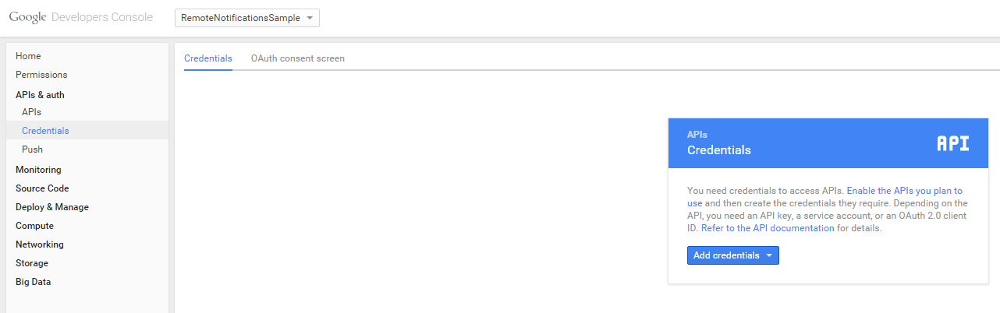 Google Developers Console
RemoteNotificationsSample
Home
Permissions
APIs & auth
APIs
Credentials
Push
Monitoring
Source Code
Deploy & Manage
Compute
Networking
Storage
Big Data
Credentials
OAuth consent screen
APIs
Credentials
API
You need credentials to access APIs. Enable the APIs you plan to
use and then create the credentials they require. Depending on the
API, you need an API key, a service account, or an OAuth 2.0 client
ID. Refer to the API documentation for details.
Add credentials